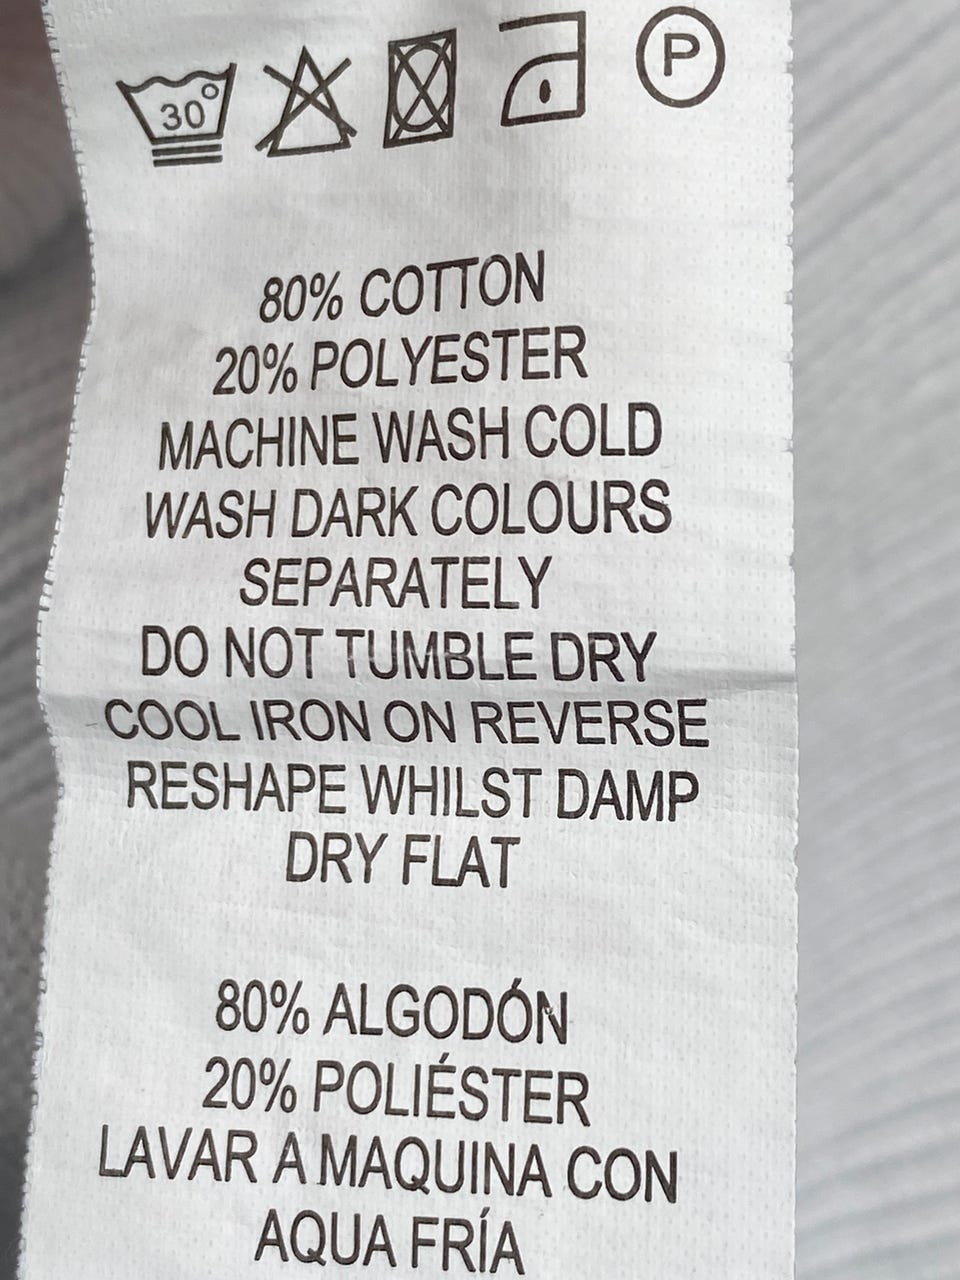 30° P
80% COTTON
20% POLYESTER
MACHINE WASH COLD
WASH DARK COLOURS
SEPARATELY
DO NOT TUMBLE DRY
COOL IRON ON REVERSE
RESHAPE WHILST DAMP
DRY FLAT
80% ALGODÓN
20% POLIÉSTER
LAVAR A MAQUINA CON
AQUA FRÍA